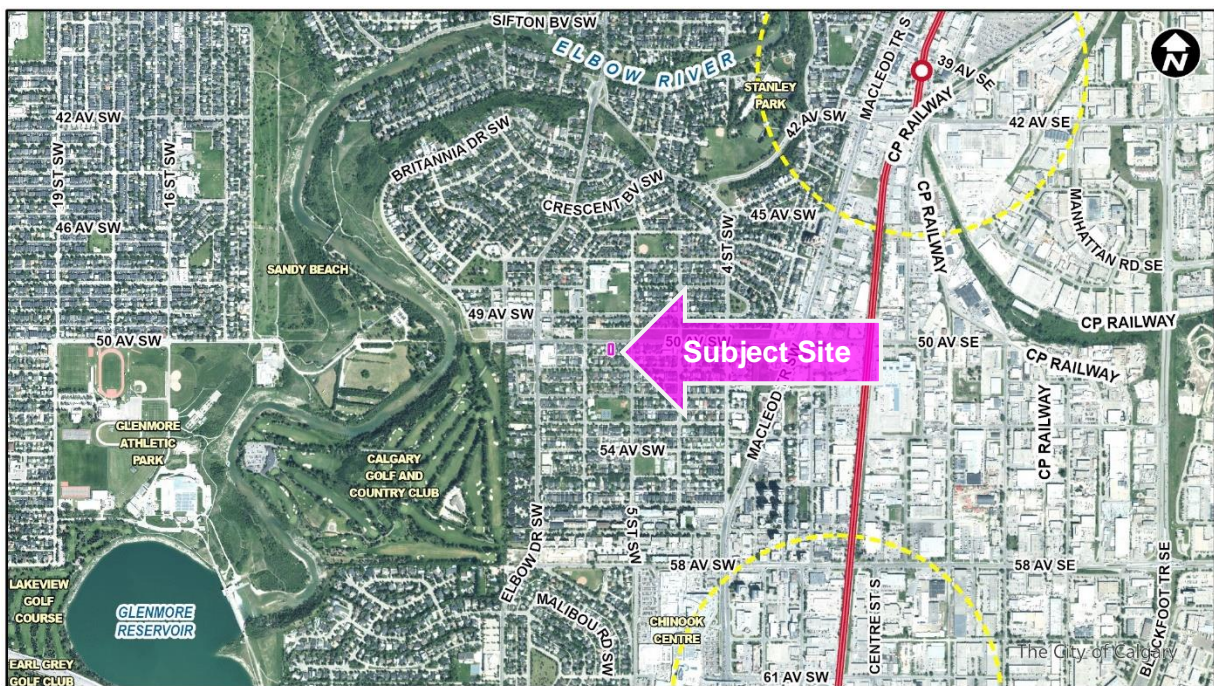 SIFTON BV SW
ELBOW RIVER
MACLEOD TR S
39 AV SE
N
STANLEY
PARK
42 AV SW
42 AV SW
42 AV SE
CP RAILWAY
BRITANNIA DR SW
19 ST SW
16 ST SW
CRESCENT BV SW
45 AV SW
4 ST SW
46 AV SW
MANHATTAN RD SE
CP RAILWAY
SANDY BEACH
49 AV SW
CP RAILWAY
50 AV SW
50 AV SW
Subject Site
50 AV SE
CP RAILWAY
GLENMORE
ATHLETIC
PARK
CALGARY
GOLF AND
COUNTRY CLUB
54 AV SW
MACLEOD TR SW
CP RAILWAY
ELBOW DR SW
5 ST SW
58 AV SW
58 AV SE
LAKEVIEW
GOLF
COURSE
GLENMORE
RESERVOIR
MALIBOU RD SW
CHINOOK
CENTRE
CENTRE ST S
BLACKFOOT TR SE
The City of Calgary
EARL GREY
GOLF CLUB
61 AV SW